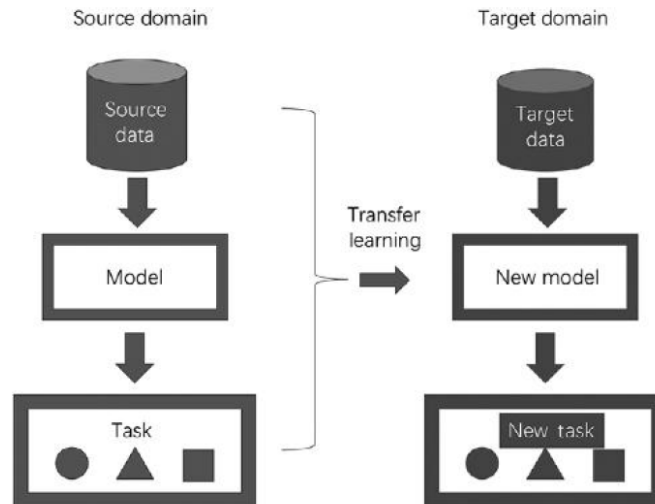 Source domain
Target domain
Source
data
Target
data
Transfer
learning
Model
New model
Task
New task